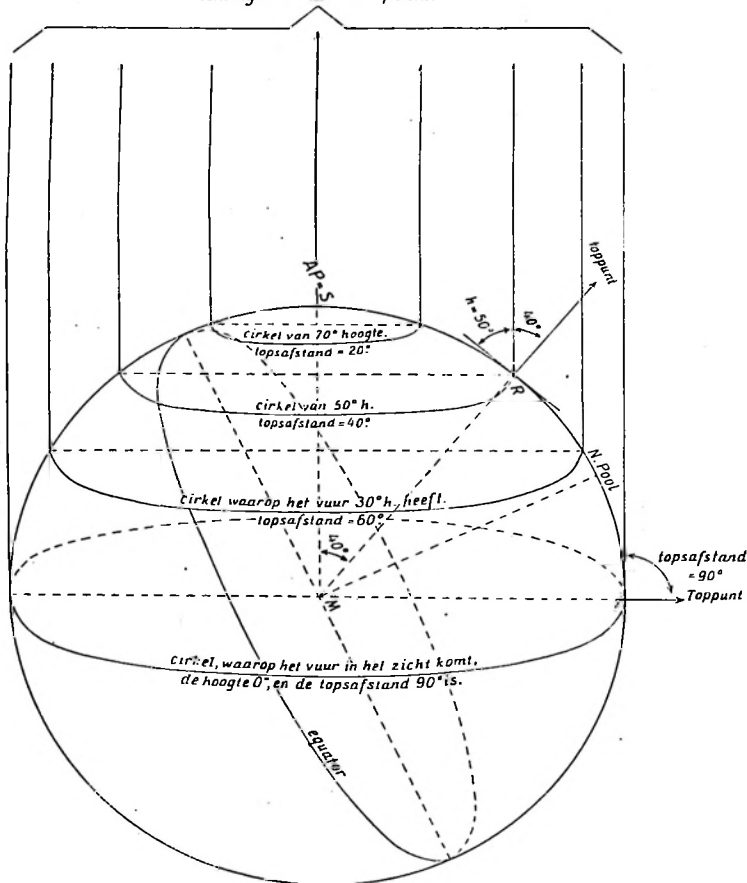 AP=S
toppunt
h=50°
40°
cirkel van 70° hoogte.
topsafstand = 20°
R
cirkel van 50° h.
topsafstand = 40°
N.Pool
cirkel waarop het vuur 30° h. heeft.
topsafstand = 60°
40°
topsafstand
= 90°
M
Toppunt
cirkel, waarop het vuur in het zicht komt,
de hoogte 0°, en de topsafstand 90° is.
equator